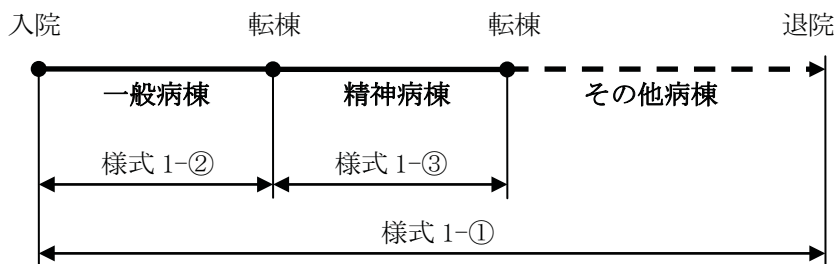 入院 転棟 転棟 退院
一般病棟 精神病棟 その他病棟
様式 1-② 様式 1-③
様式 1-①